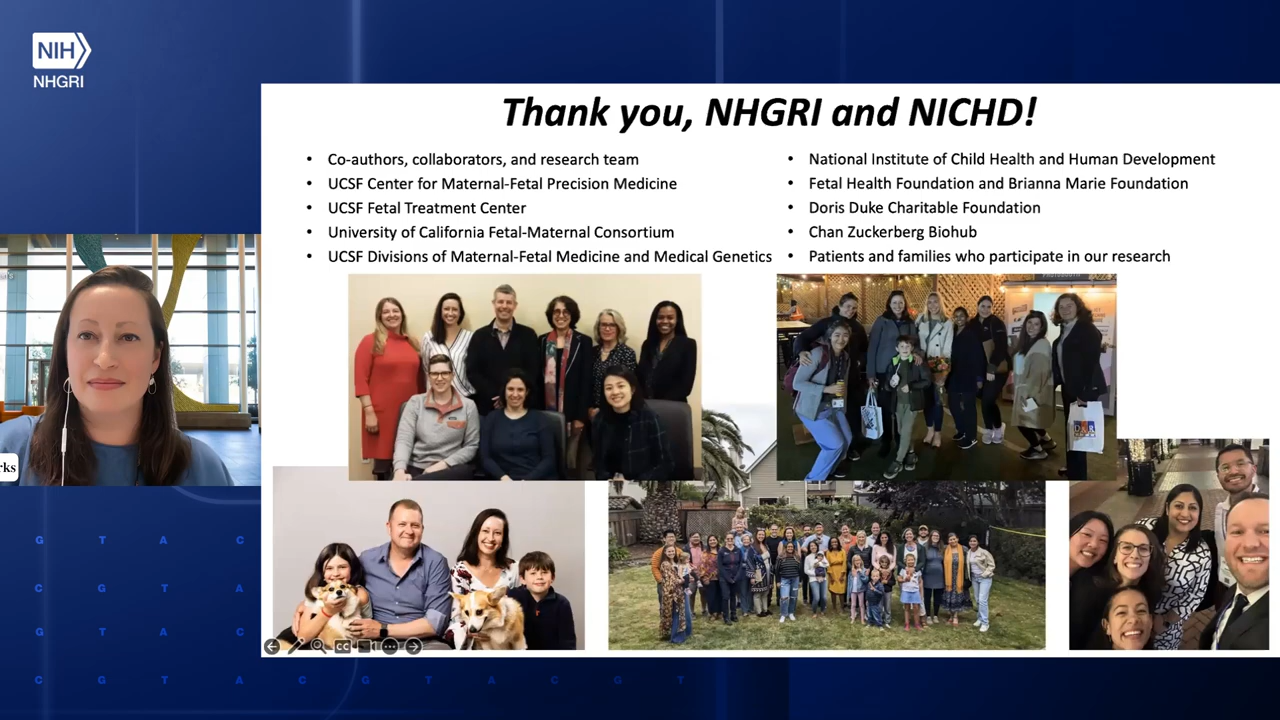 NIH
NHGRI
Thank you, NHGRI and NICHD!
• Co-authors, collaborators, and research team
• UCSF Center for Maternal-Fetal Precision Medicine
• UCSF Fetal Treatment Center
• University of California Fetal-Maternal Consortium
• UCSF Divisions of Maternal-Fetal Medicine and Medical Genetics
• National Institute of Child Health and Human Development
• Fetal Health Foundation and Brianna Marie Foundation
• Doris Duke Charitable Foundation
• Chan Zuckerberg Biohub
• Patients and families who participate in our research
rks
CC
G T A C
C G T A
G T A C
C G T A C G T A C G T